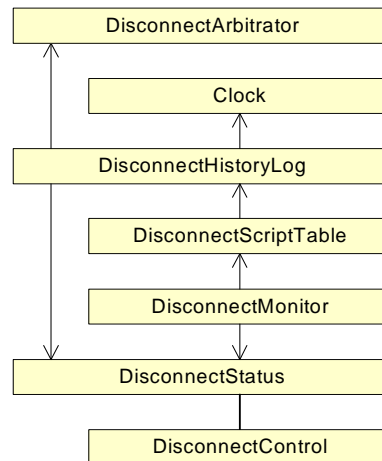 DisconnectArbitrator
Clock
DisconnectHistoryLog
DisconnectScriptTable
DisconnectMonitor
DisconnectStatus
DisconnectControl